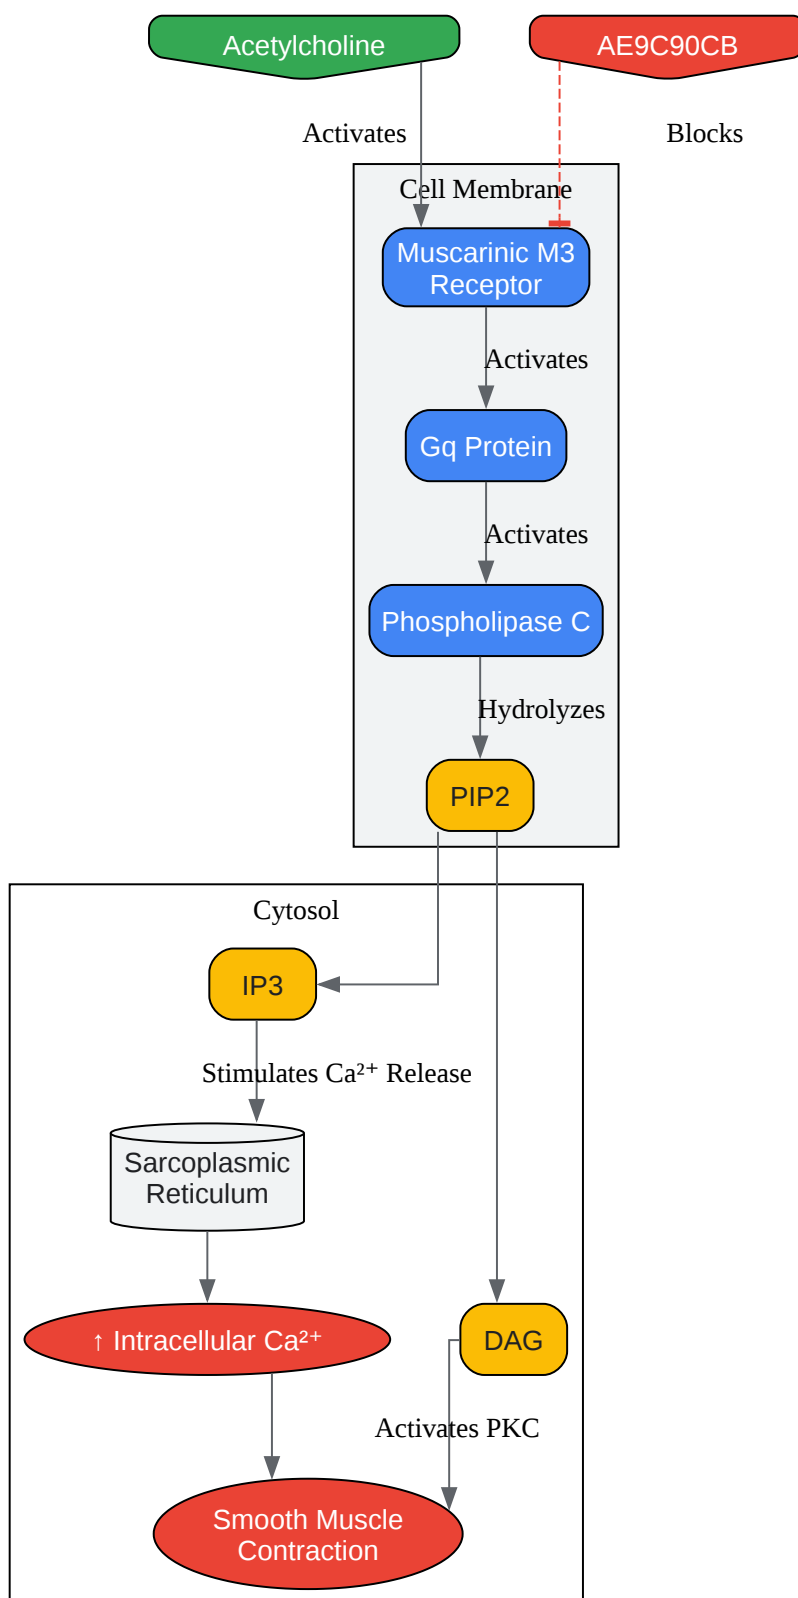 Acetylcholine
AE9C90CB
Activates
Blocks
Cell Membrane
Muscarinic M3
Receptor
Activates
Gq Protein
Activates
Phospholipase C
Hydrolyzes
PIP2
Cytosol
IP3
Stimulates Ca²⁺ Release
Sarcoplasmic
Reticulum
↑ Intracellular Ca²⁺
DAG
Activates PKC
Smooth Muscle
Contraction